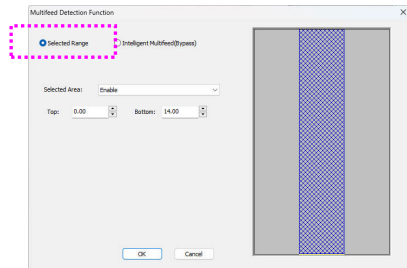 Multifeed Detection Function
Selected Range Intelligent Multifeed(Bypass)
Selected Area: Enable
Top: 0.00 Bottom: 14.00
OK Cancel